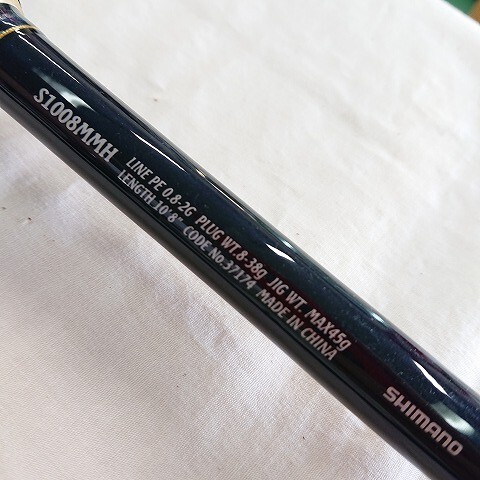 S1008MMH
LINE PE 0.8-2G PLUG WT.8-38g JIG WT. MAX45g
LENGTH 10'8" CODE No.37174 MADE IN CHINA
SHIMANO